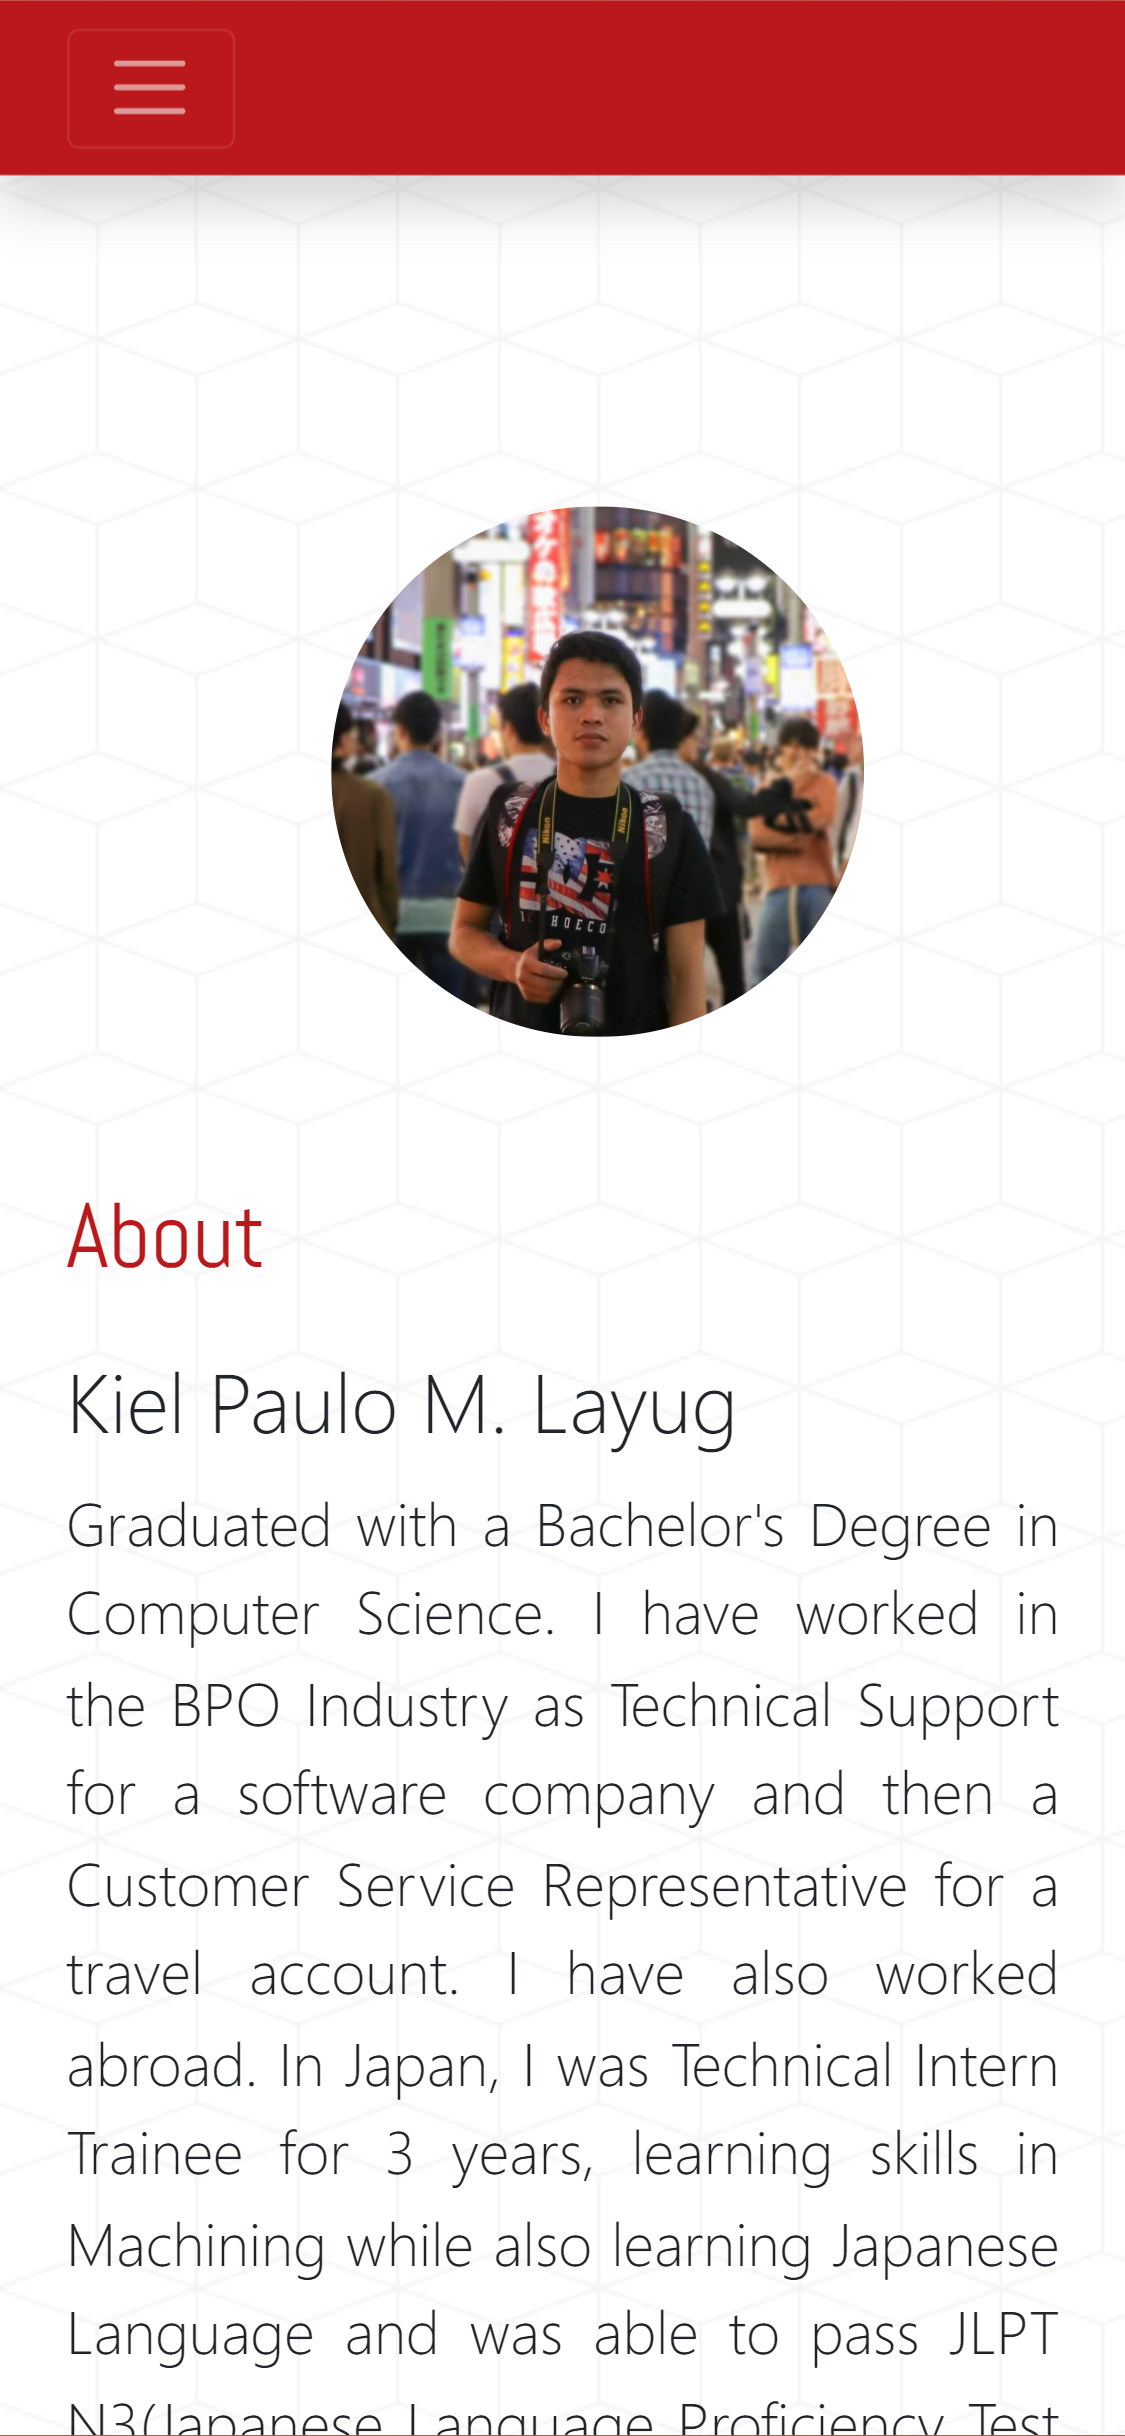 Nikon
Nikon
HOECO
About
Kiel Paulo M. Layug
Graduated with a Bachelor's Degree in
Computer Science. I have worked in
the BPO Industry as Technical Support
for a software company and then a
Customer Service Representative for a
travel account. I have also worked
abroad. In Japan, I was Technical Intern
Trainee for 3 years, learning skills in
Machining while also learning Japanese
Language and was able to pass JLPT
N3(Japanese Language Proficiency Test